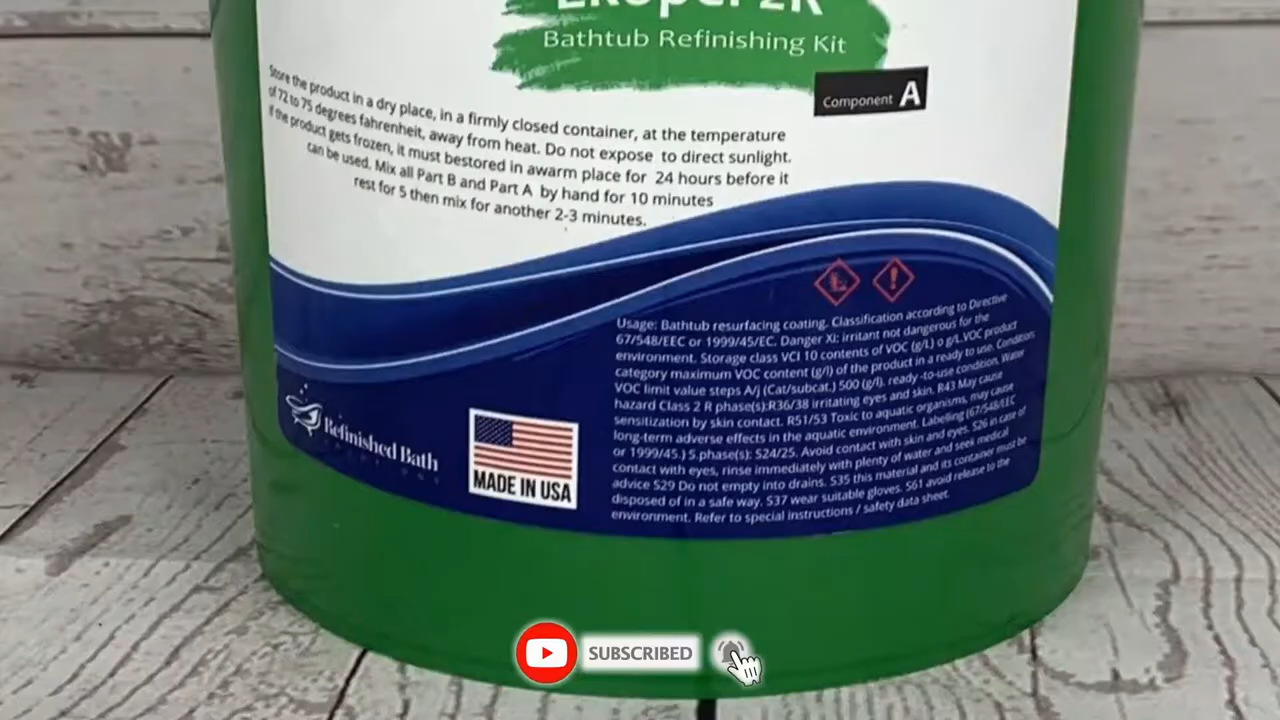 Bathtub Refinishing Kit
Component A
Store the product in a dry place, in a firmly closed container, at the temperature
of 72 to 75 degrees fahrenheit, away from heat. Do not expose to direct sunlight.
If the product gets frozen, it must bestored in awarm place for 24 hours before it
can be used. Mix all Part B and Part A by hand for 10 minutes
rest for 5 then mix for another 2-3 minutes.
Usage: Bathtub resurfacing coating. Classification according to Directive
67/548/EEC or 1999/45/EC. Danger Xi: irritant not dangerous for the
environment. Storage class VCI 10 contents of VOC (g/L) o g/L.VOC product
category maximum VOC content (g/l) of the product in a ready to use. Conditions
VOC limit value steps A/j (Cat/subcat.) 500 (g/l). ready -to-use condition. Water
hazard Class 2 R phase(s):R36/38 irritating eyes and skin. R43 May cause
sensitization by skin contact. R51/53 Toxic to aquatic organisms, may cause
long-term adverse effects in the aquatic environment. Labelling (67/548/EEC
or 1999/45.) S.phase(s): S24/25. Avoid contact with skin and eyes. S26 in case of
contact with eyes, rinse immediately with plenty of water and seek medical
advice S29 Do not empty into drains. S35 this material and its container must be
disposed of in a safe way. S37 wear suitable gloves. S61 avoid release to the
environment. Refer to special instructions / safety data sheet.
Refinished Bath
MADE IN USA
SUBSCRIBED